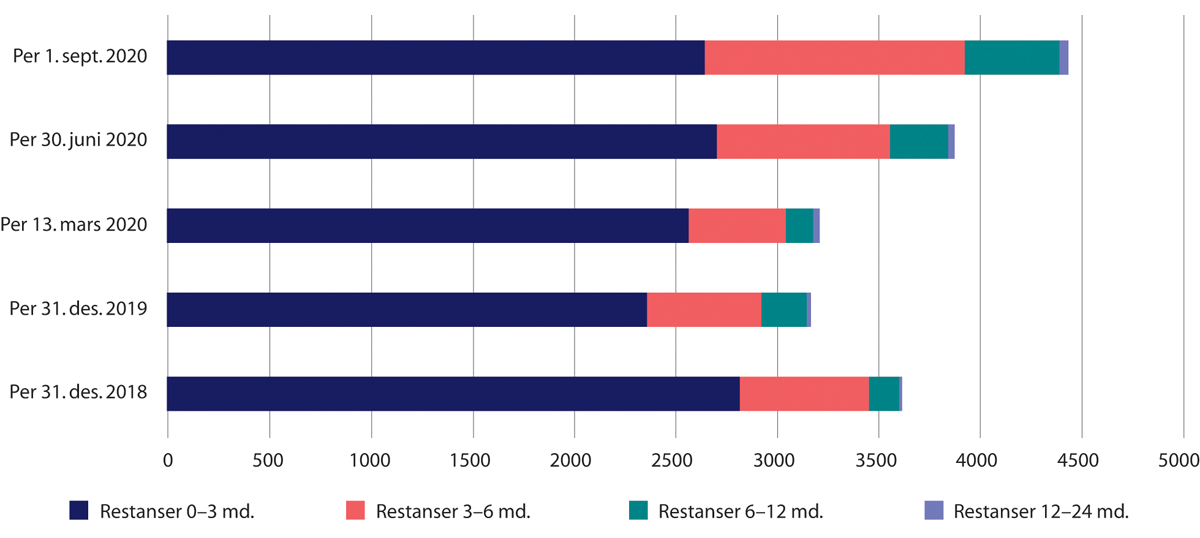 Per 1. sept. 2020
Per 30. juni 2020
Per 13. mars 2020
Per 31. des. 2019
Per 31. des. 2018
0 500 1000 1500 2000 2500 3000 3500 4000 4500 5000
Restanser 0–3 md. Restanser 3–6 md. Restanser 6–12 md. Restanser 12–24 md.